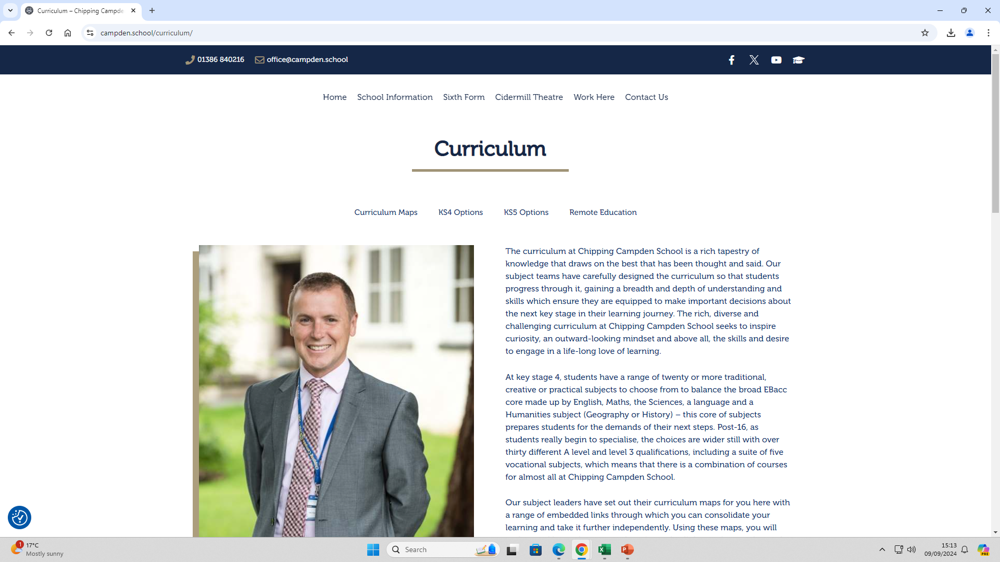 Curriculum – Chipping Campde
campden.school/curriculum/
01386 840216
office@campden.school
Home
School Information
Sixth Form
Cidermill Theatre
Work Here
Contact Us
Curriculum
Curriculum Maps
KS4 Options
KS5 Options
Remote Education
The curriculum at Chipping Campden School is a rich tapestry of
knowledge that draws on the best that has been thought and said. Our
subject teams have carefully designed the curriculum so that students
progress through it, gaining a breadth and depth of understanding and
skills which ensure they are equipped to make important decisions about
the next key stage in their learning journey. The rich, diverse and
challenging curriculum at Chipping Campden School seeks to inspire
curiosity, an outward-looking mindset and above all, the skills and desire
to engage in a life-long love of learning.
At key stage 4, students have a range of twenty or more traditional,
creative or practical subjects to choose from to balance the broad EBacc
core made up by English, Maths, the Sciences, a language and a
Humanities subject (Geography or History) – this core of subjects
prepares students for the demands of their next steps. Post-16, as
students really begin to specialise, the choices are wider still with over
thirty different A level and level 3 qualifications, including a suite of five
vocational subjects, which means that there is a combination of courses
for almost all at Chipping Campden School.
Our subject leaders have set out their curriculum maps for you here with
a range of embedded links through which you can consolidate your
learning and take it further independently. Using these maps, you will
1
17°C
Mostly sunny
Search
15:13
09/09/2024
PRE